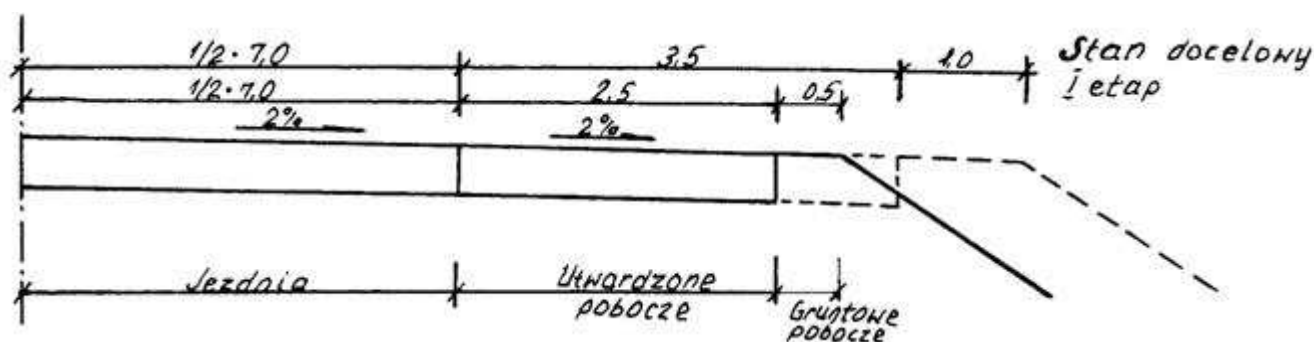 1/2·7,0 3,5 1,0 Stan docelowy
1/2·7,0 2,5 0,5 I etap
2% 2%
Jezdnia Utwardzone pobocze Gruntowe pobocze